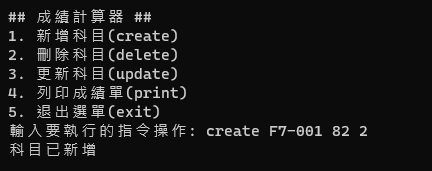 ## 成績計算器 ##
1. 新增科目(create)
2. 刪除科目(delete)
3. 更新科目(update)
4. 列印成績單(print)
5. 退出選單(exit)
輸入要執行的指令操作: create F7-001 82 2
科目已新增